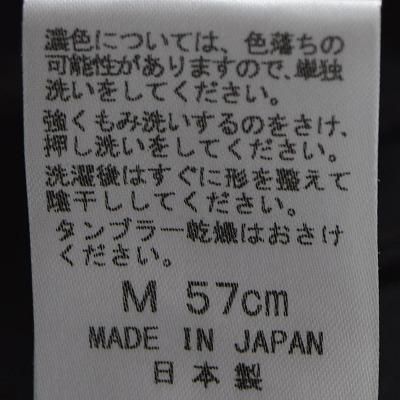 濃色については、色落ちの
可能性がありますので、単独
洗いをしてください。
強くもみ洗いするのをさけ、
押し洗いをしてください。
洗濯後はすぐに形を整えて
陰干ししてください。
タンブラー乾燥はおさけ
ください。
M 57cm
MADE IN JAPAN
日本製